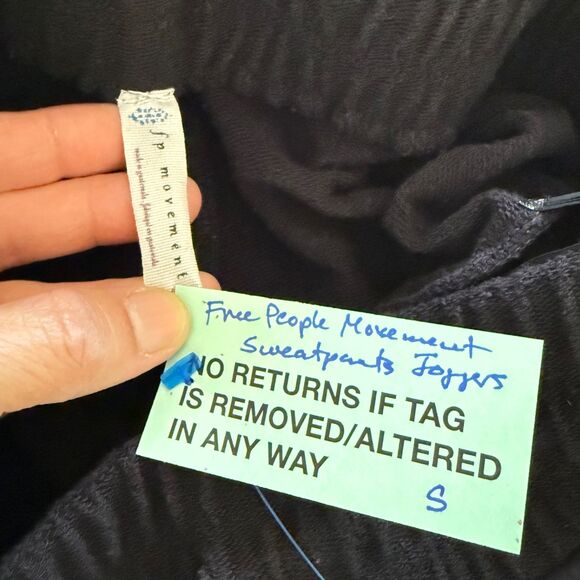 fp movement
Free People Movement
Sweatpants Joggers
NO RETURNS IF TAG
IS REMOVED/ALTERED
IN ANY WAY
S